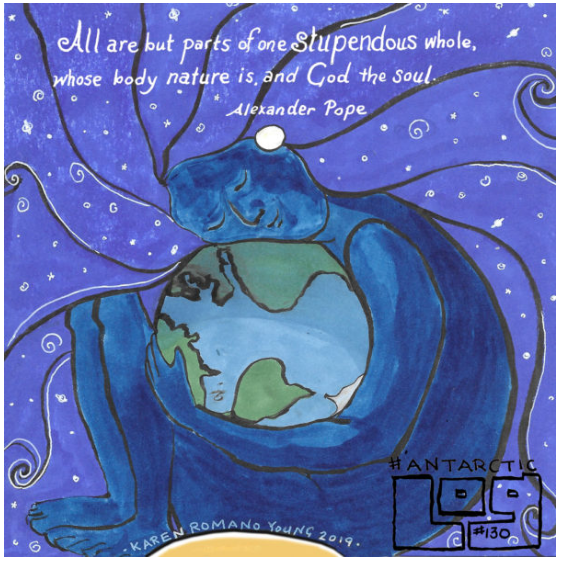 All are but parts of one stupendous whole,
whose body nature is, and God the soul.
Alexander Pope
#ANTARCTIC
Log
#130
·KAREN ROMANO YOUNG 2019·